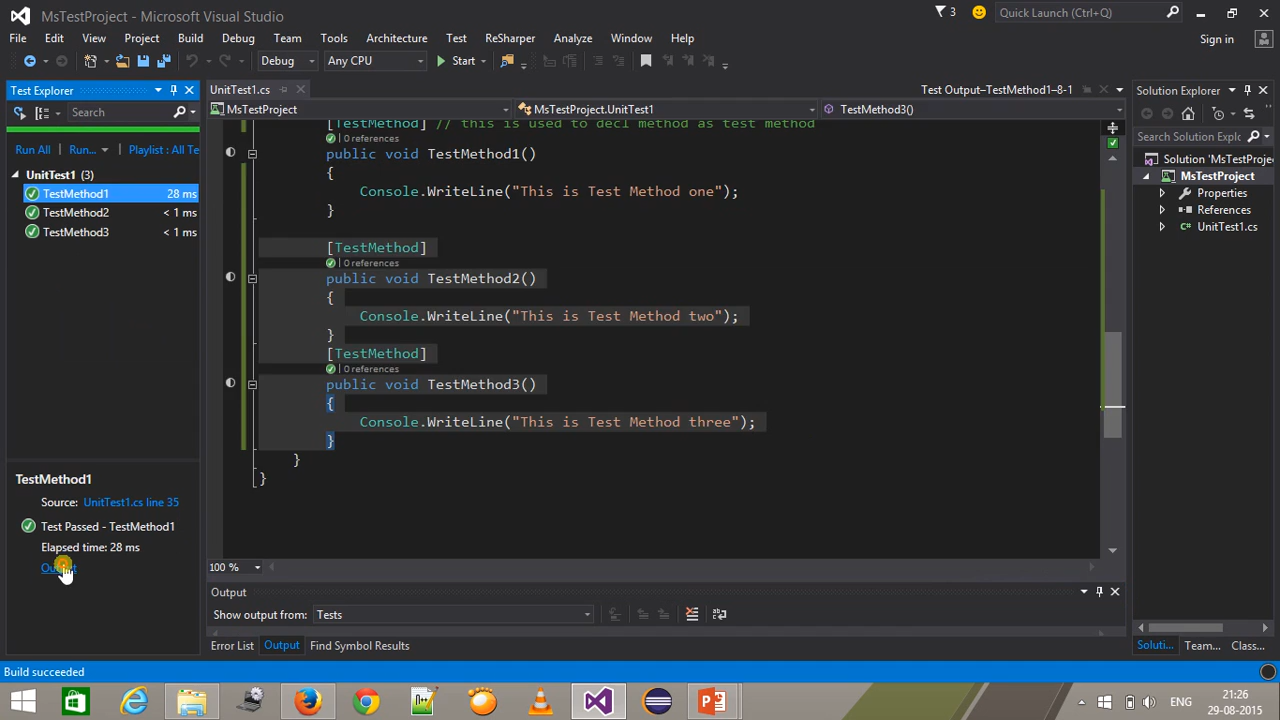 MsTestProject - Microsoft Visual Studio
3
Quick Launch (Ctrl+Q)
File Edit View Project Build Debug Team Tools Architecture Test ReSharper Analyze Window Help
Sign in
Debug Any CPU Start
Test Explorer
Search
Run All Run... Playlist : All Te
UnitTest1 (3)
TestMethod1 28 ms
TestMethod2 < 1 ms
TestMethod3 < 1 ms
TestMethod1
Source: UnitTest1.cs line 35
Test Passed - TestMethod1
Elapsed time: 28 ms
UnitTest1.cs
Test Output–TestMethod1–8-1
MsTestProject MsTestProject.UnitTest1 TestMethod3()
[TestMethod] // this is used to decl method as test method
0 references
public void TestMethod1()
{
Console.WriteLine("This is Test Method one");
}
[TestMethod]
0 references
public void TestMethod2()
{
Console.WriteLine("This is Test Method two");
}
[TestMethod]
0 references
public void TestMethod3()
{
Console.WriteLine("This is Test Method three");
}
}
}
100 %
Output
Show output from: Tests
Error List Output Find Symbol Results
Solution Explorer
Search Solution Explo
Solution 'MsTestProje
MsTestProject
Properties
References
UnitTest1.cs
Soluti... Team... Class...
Build succeeded
ENG
21:26
29-08-2015